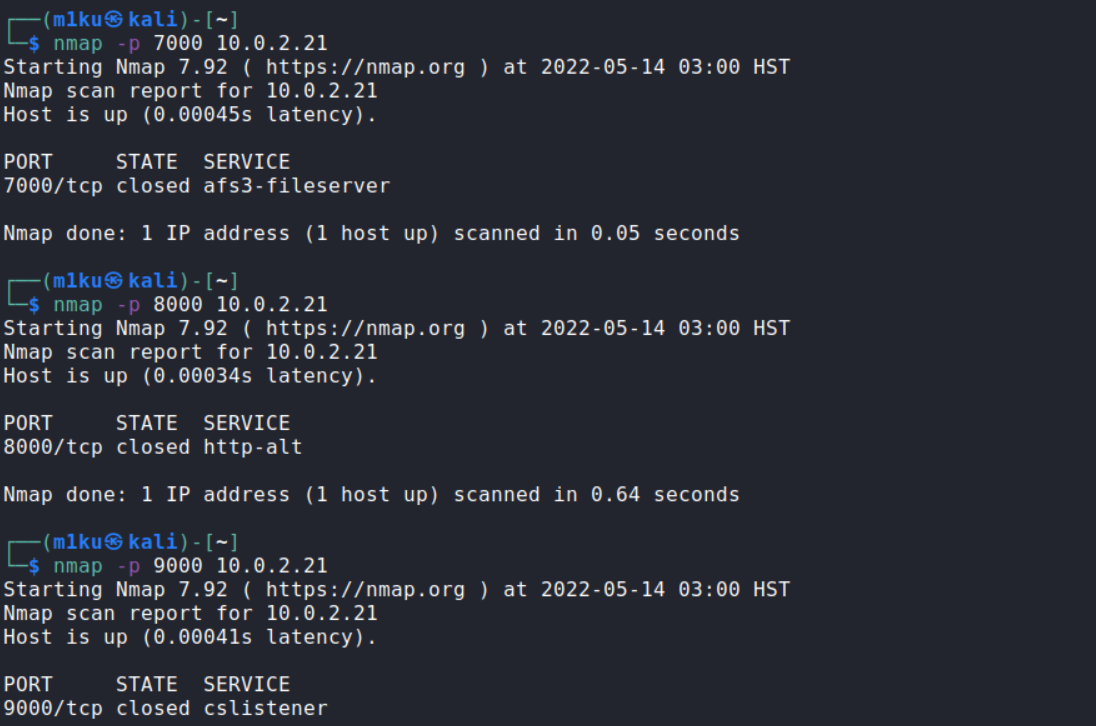 ┌──(m1ku㉿kali)-[~]
└─$ nmap -p 7000 10.0.2.21
Starting Nmap 7.92 ( https://nmap.org ) at 2022-05-14 03:00 HST
Nmap scan report for 10.0.2.21
Host is up (0.00045s latency).
PORT     STATE  SERVICE
7000/tcp closed afs3-fileserver
Nmap done: 1 IP address (1 host up) scanned in 0.05 seconds
┌──(m1ku㉿kali)-[~]
└─$ nmap -p 8000 10.0.2.21
Starting Nmap 7.92 ( https://nmap.org ) at 2022-05-14 03:00 HST
Nmap scan report for 10.0.2.21
Host is up (0.00034s latency).
PORT     STATE  SERVICE
8000/tcp closed http-alt
Nmap done: 1 IP address (1 host up) scanned in 0.64 seconds
┌──(m1ku㉿kali)-[~]
└─$ nmap -p 9000 10.0.2.21
Starting Nmap 7.92 ( https://nmap.org ) at 2022-05-14 03:00 HST
Nmap scan report for 10.0.2.21
Host is up (0.00041s latency).
PORT     STATE  SERVICE
9000/tcp closed cslistener